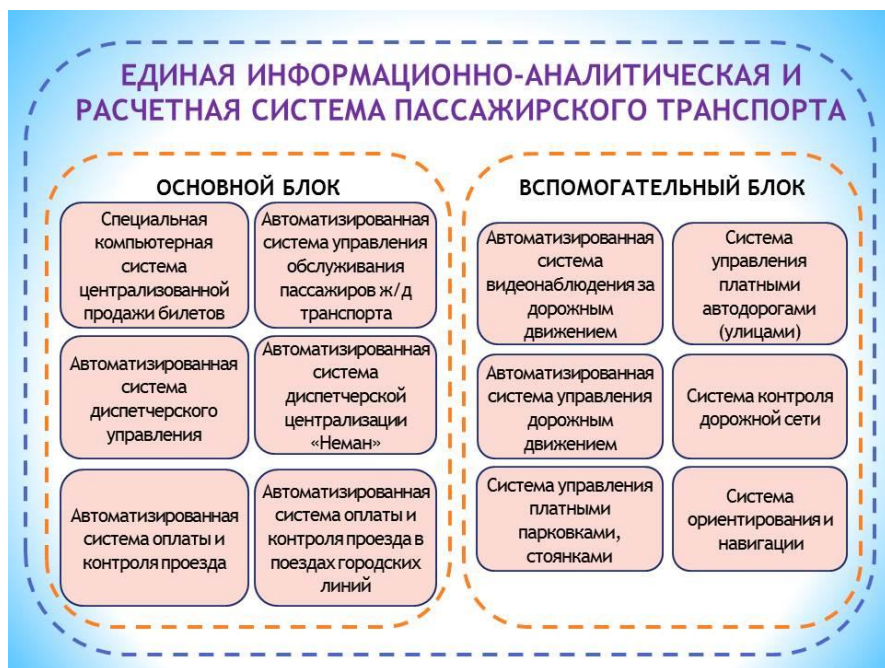 ЕДИНАЯ ИНФОРМАЦИОННО-АНАЛИТИЧЕСКАЯ И
РАСЧЕТНАЯ СИСТЕМА ПАССАЖИРСКОГО ТРАНСПОРТА
ОСНОВНОЙ БЛОК
Специальная
компьютерная
система
централизованной
продажи билетов
Автоматизированная
система управления
обслуживания
пассажиров ж/д
транспорта
Автоматизированная
система
диспетчерского
управления
Автоматизированная
система
диспетчерской
централизации
«Неман»
Автоматизированная
система оплаты и
контроля проезда
Автоматизированная
система оплаты и
контроля проезда в
поездах городских
линий
ВСПОМОГАТЕЛЬНЫЙ БЛОК
Автоматизированная
система
видеонаблюдения за
дорожным
движением
Система
управления
платными
автодорогами
(улицами)
Автоматизированная
система управления
дорожным
движением
Система контроля
дорожной сети
Система управления
платными
парковками,
стоянками
Система
ориентирования и
навигации